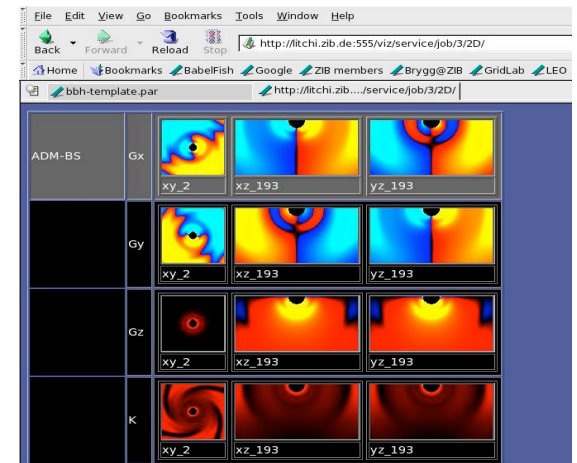 File Edit View Go Bookmarks Tools Window Help
Back Forward Reload Stop http://litchi.zib.de:555/viz/service/job/3/2D/
Home Bookmarks BabelFish Google ZIB members Brygg@ZIB GridLab LEO
bbh-template.par http://litchi.zib..../service/job/3/2D/
ADM-BS Gx
xy_2 xz_193 yz_193
Gy
xy_2 xz_193 yz_193
Gz
xy_2 xz_193 yz_193
K
xy_2 xz_193 yz_193